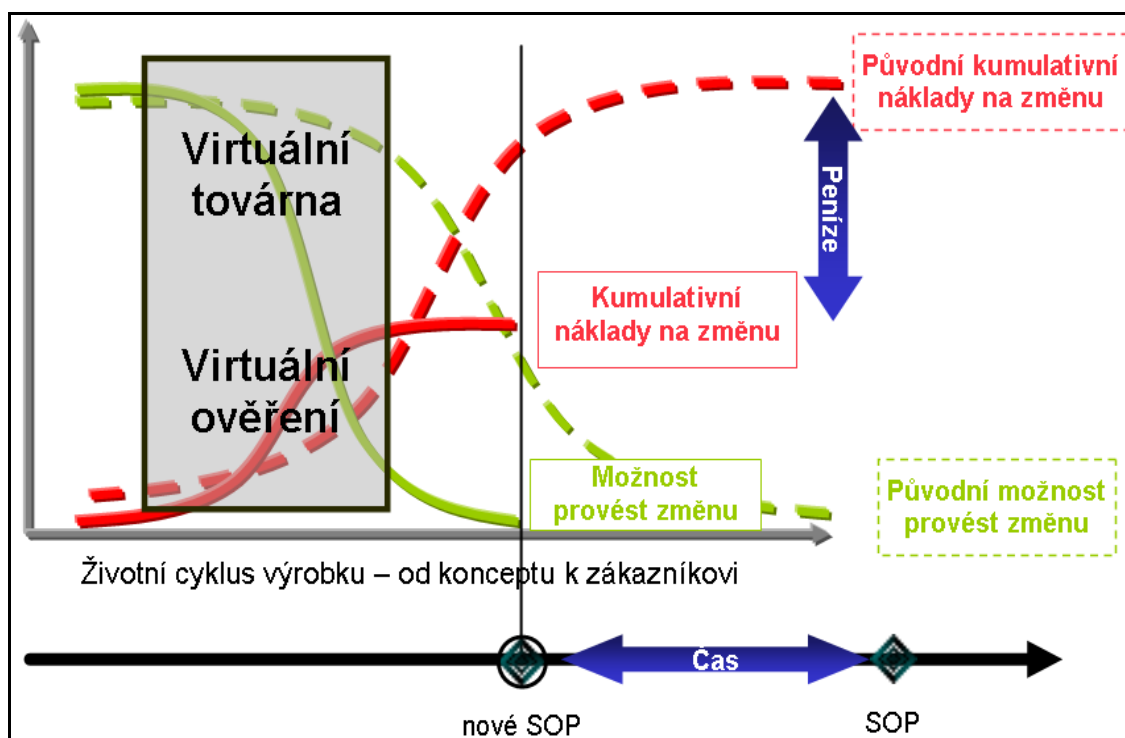 Původní kumulativní
náklady na změnu
Virtuální
továrna
Peníze
Kumulativní
náklady na změnu
Virtuální
ověření
Možnost
provést změnu
Původní možnost
provést změnu
Životní cyklus výrobku – od konceptu k zákazníkovi
Čas
nové SOP
SOP